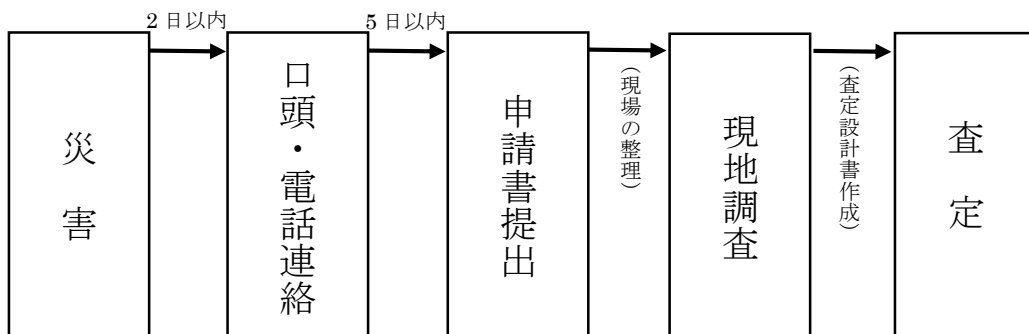 災害
2日以内
口頭・電話連絡
5日以内
申請書提出
(現場の整理)
現地調査
(査定設計書作成)
査定